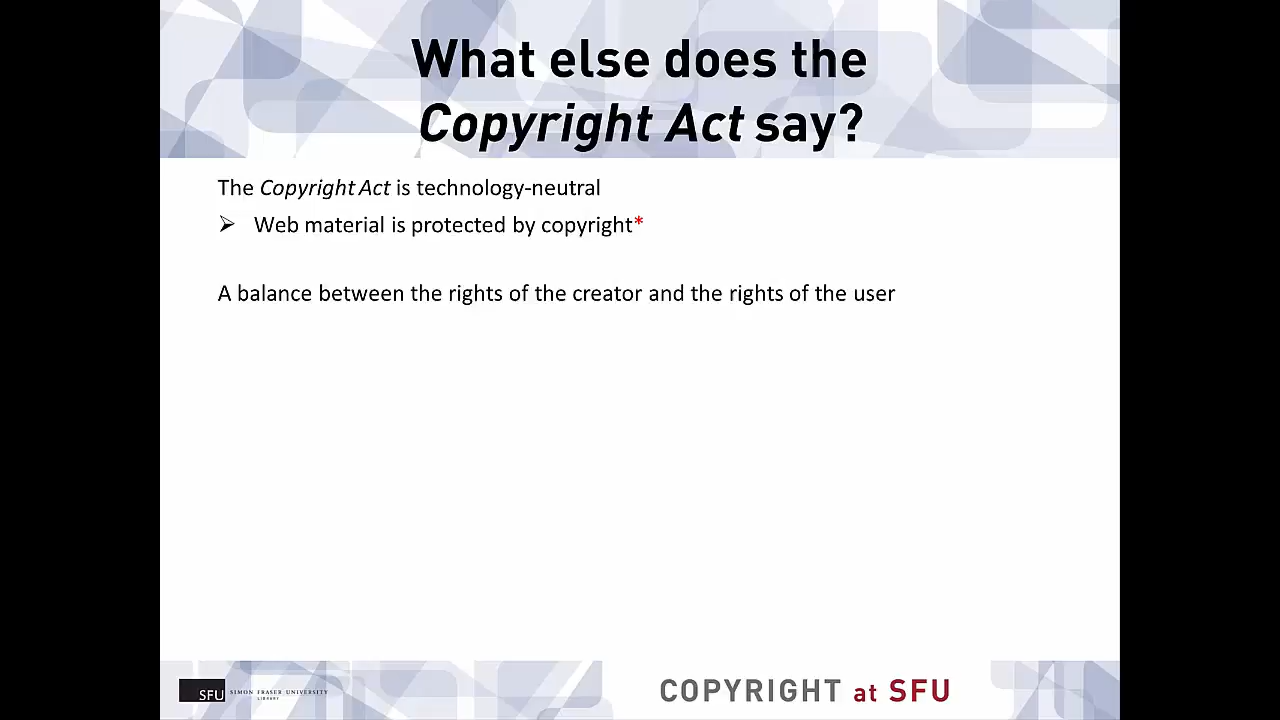 What else does the
Copyright Act say?
The Copyright Act is technology-neutral
Web material is protected by copyright*
A balance between the rights of the creator and the rights of the user
SFU SIMON FRASER UNIVERSITY
LIBRARY
COPYRIGHT at SFU